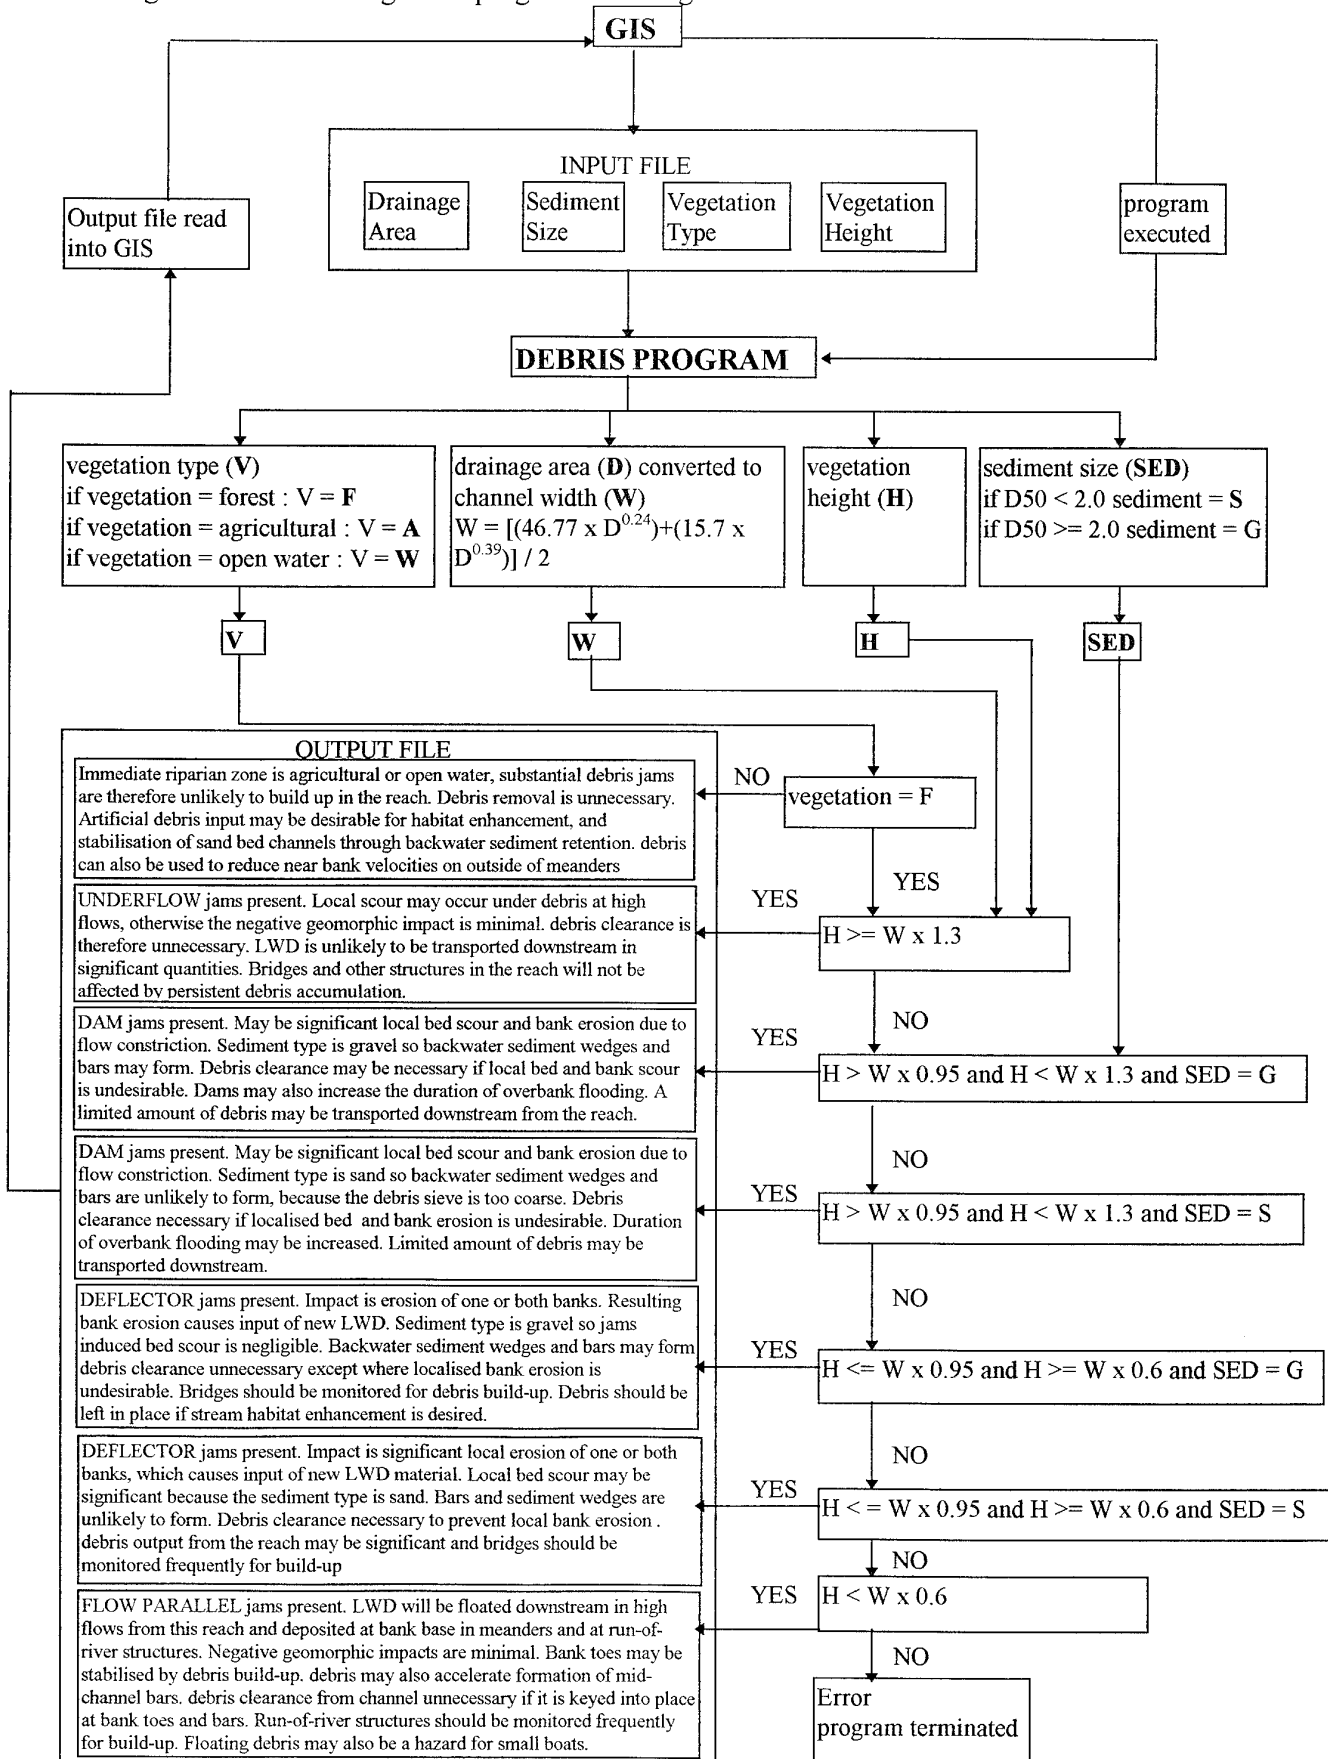 GIS
INPUT FILE
Drainage
Area
Sediment
Size
Vegetation
Type
Vegetation
Height
Output file read
into GIS
program
executed
DEBRIS PROGRAM
vegetation type (V)
if vegetation = forest : V = F
if vegetation = agricultural : V = A
if vegetation = open water : V = W
drainage area (D) converted to
channel width (W)
W = [(46.77 x D^0.24)+(15.7 x
D^0.39)] / 2
vegetation
height (H)
sediment size (SED)
if D50 < 2.0 sediment = S
if D50 >= 2.0 sediment = G
V
W
H
SED
OUTPUT FILE
Immediate riparian zone is agricultural or open water, substantial debris jams
are therefore unlikely to build up in the reach. Debris removal is unnecessary.
Artificial debris input may be desirable for habitat enhancement, and
stabilisation of sand bed channels through backwater sediment retention. debris
can also be used to reduce near bank velocities on outside of meanders
NO
vegetation = F
YES
UNDERFLOW jams present. Local scour may occur under debris at high
flows, otherwise the negative geomorphic impact is minimal. debris clearance is
therefore unnecessary. LWD is unlikely to be transported downstream in
significant quantities. Bridges and other structures in the reach will not be
affected by persistent debris accumulation.
YES
H >= W x 1.3
NO
DAM jams present. May be significant local bed scour and bank erosion due to
flow constriction. Sediment type is gravel so backwater sediment wedges and
bars may form. Debris clearance may be necessary if local bed and bank scour
is undesirable. Dams may also increase the duration of overbank flooding. A
limited amount of debris may be transported downstream from the reach.
YES
H > W x 0.95 and H < W x 1.3 and SED = G
NO
DAM jams present. May be significant local bed scour and bank erosion due to
flow constriction. Sediment type is sand so backwater sediment wedges and
bars are unlikely to form, because the debris sieve is too coarse. Debris
clearance necessary if localised bed and bank erosion is undesirable. Duration
of overbank flooding may be increased. Limited amount of debris may be
transported downstream.
YES
H > W x 0.95 and H < W x 1.3 and SED = S
NO
DEFLECTOR jams present. Impact is erosion of one or both banks. Resulting
bank erosion causes input of new LWD. Sediment type is gravel so jams
induced bed scour is negligible. Backwater sediment wedges and bars may form
debris clearance unnecessary except where localised bank erosion is
undesirable. Bridges should be monitored for debris build-up. Debris should be
left in place if stream habitat enhancement is desired.
YES
H <= W x 0.95 and H >= W x 0.6 and SED = G
NO
DEFLECTOR jams present. Impact is significant local erosion of one or both
banks, which causes input of new LWD material. Local bed scour may be
significant because the sediment type is sand. Bars and sediment wedges are
unlikely to form. Debris clearance necessary to prevent local bank erosion .
debris output from the reach may be significant and bridges should be
monitored frequently for build-up
YES
H < = W x 0.95 and H >= W x 0.6 and SED = S
NO
FLOW PARALLEL jams present. LWD will be floated downstream in high
flows from this reach and deposited at bank base in meanders and at run-of-
river structures. Negative geomorphic impacts are minimal. Bank toes may be
stabilised by debris build-up. debris may also accelerate formation of mid-
channel bars. debris clearance from channel unnecessary if it is keyed into place
at bank toes and bars. Run-of-river structures should be monitored frequently
for build-up. Floating debris may also be a hazard for small boats.
YES
H < W x 0.6
NO
Error
program terminated